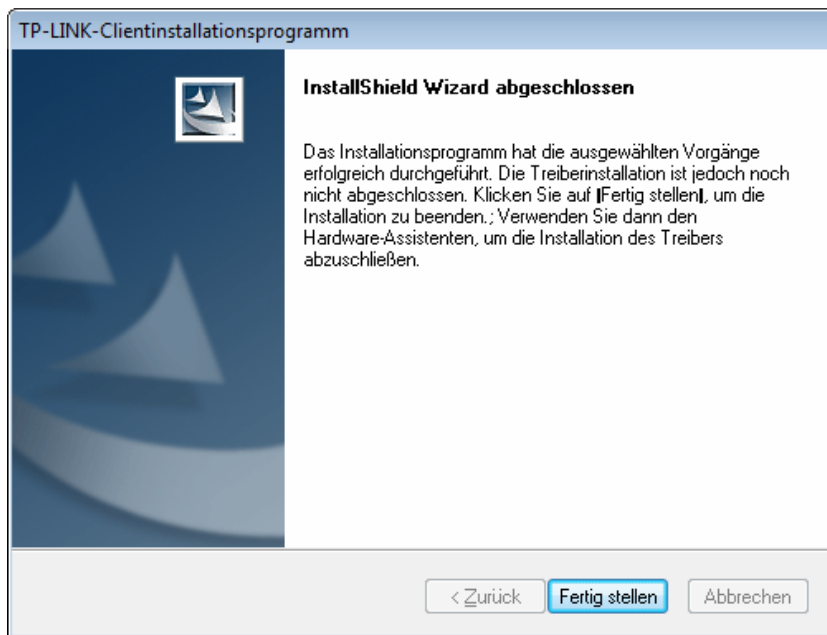 TP-LINK-Clientinstallationsprogramm
InstallShield Wizard abgeschlossen
Das Installationsprogramm hat die ausgewählten Vorgänge
erfolgreich durchgeführt. Die Treiberinstallation ist jedoch noch
nicht abgeschlossen. Klicken Sie auf |Fertig stellen|, um die
Installation zu beenden.; Verwenden Sie dann den
Hardware-Assistenten, um die Installation des Treibers
abzuschließen.
< Zurück
Fertig stellen
Abbrechen